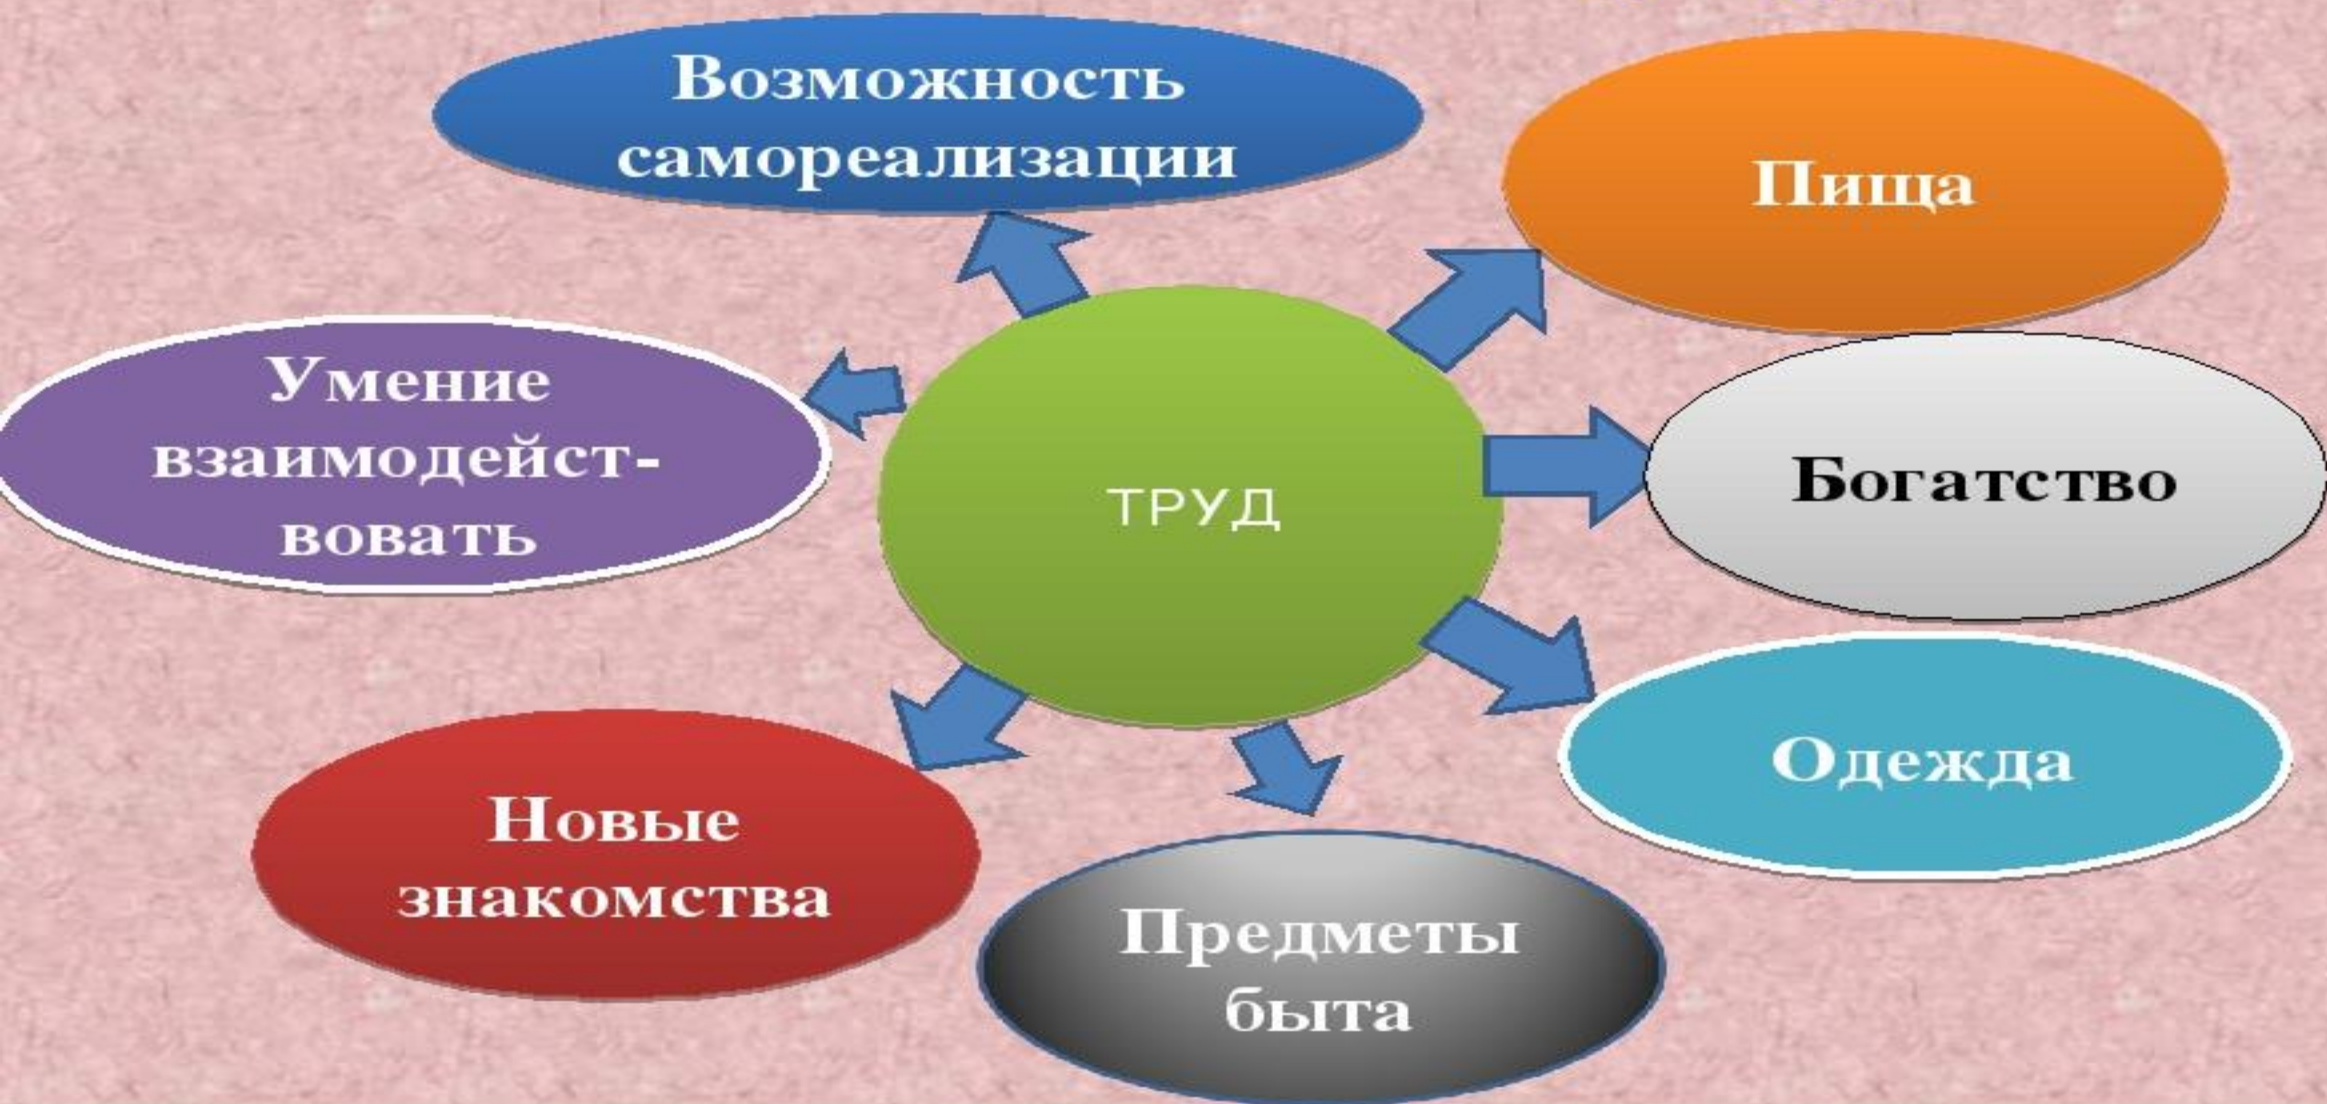 Возможность
самореализации
Пища
Умение
взаимодейст-
вовать
ТРУД
Богатство
Одежда
Новые
знакомства
Предметы
быта